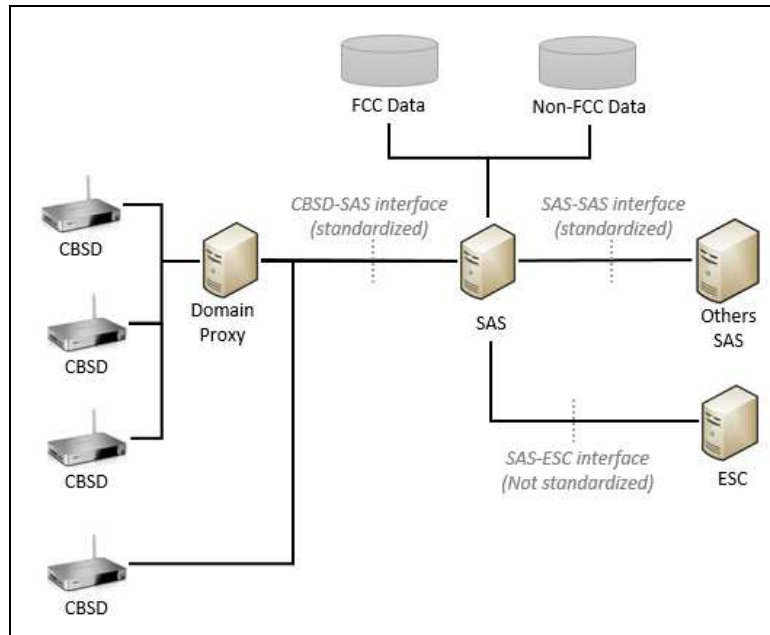 FCC Data
Non-FCC Data
CBSD-SAS interface
(standardized)
SAS-SAS interface
(standardized)
CBSD
Domain
Proxy
SAS
Others
SAS
CBSD
CBSD
SAS-ESC interface
(Not standardized)
ESC
CBSD